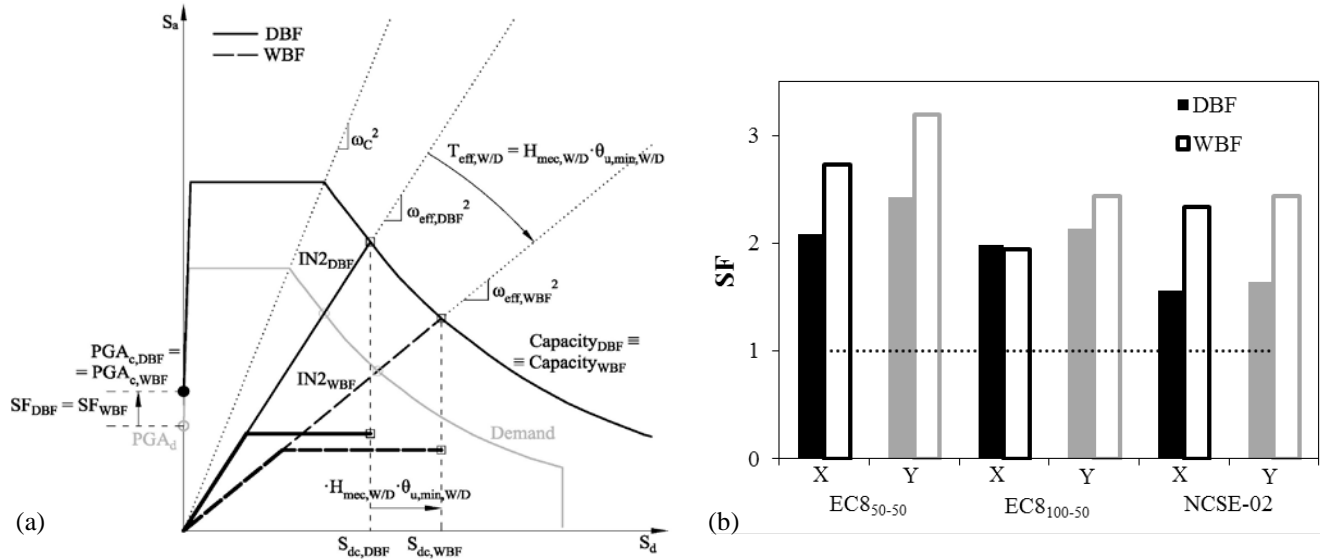 Sa
DBF
WBF
ωC²
Teff,W/D = Hmec,W/D·θu,min,W/D
ωeff,DBF²
IN2DBF
ωeff,WBF²
PGAc,DBF =
= PGAc,WBF
CapacityDBF ≡
≡ CapacityWBF
IN2WBF
SFDBF = SFWBF
PGAd
Demand
·Hmec,W/D·θu,min,W/D
(a)
Sdc,DBF
Sdc,WBF
Sd
DBF
WBF
3
2
1
0
SF
X
Y
X
Y
X
Y
EC850-50
EC8100-50
NCSE-02
(b)